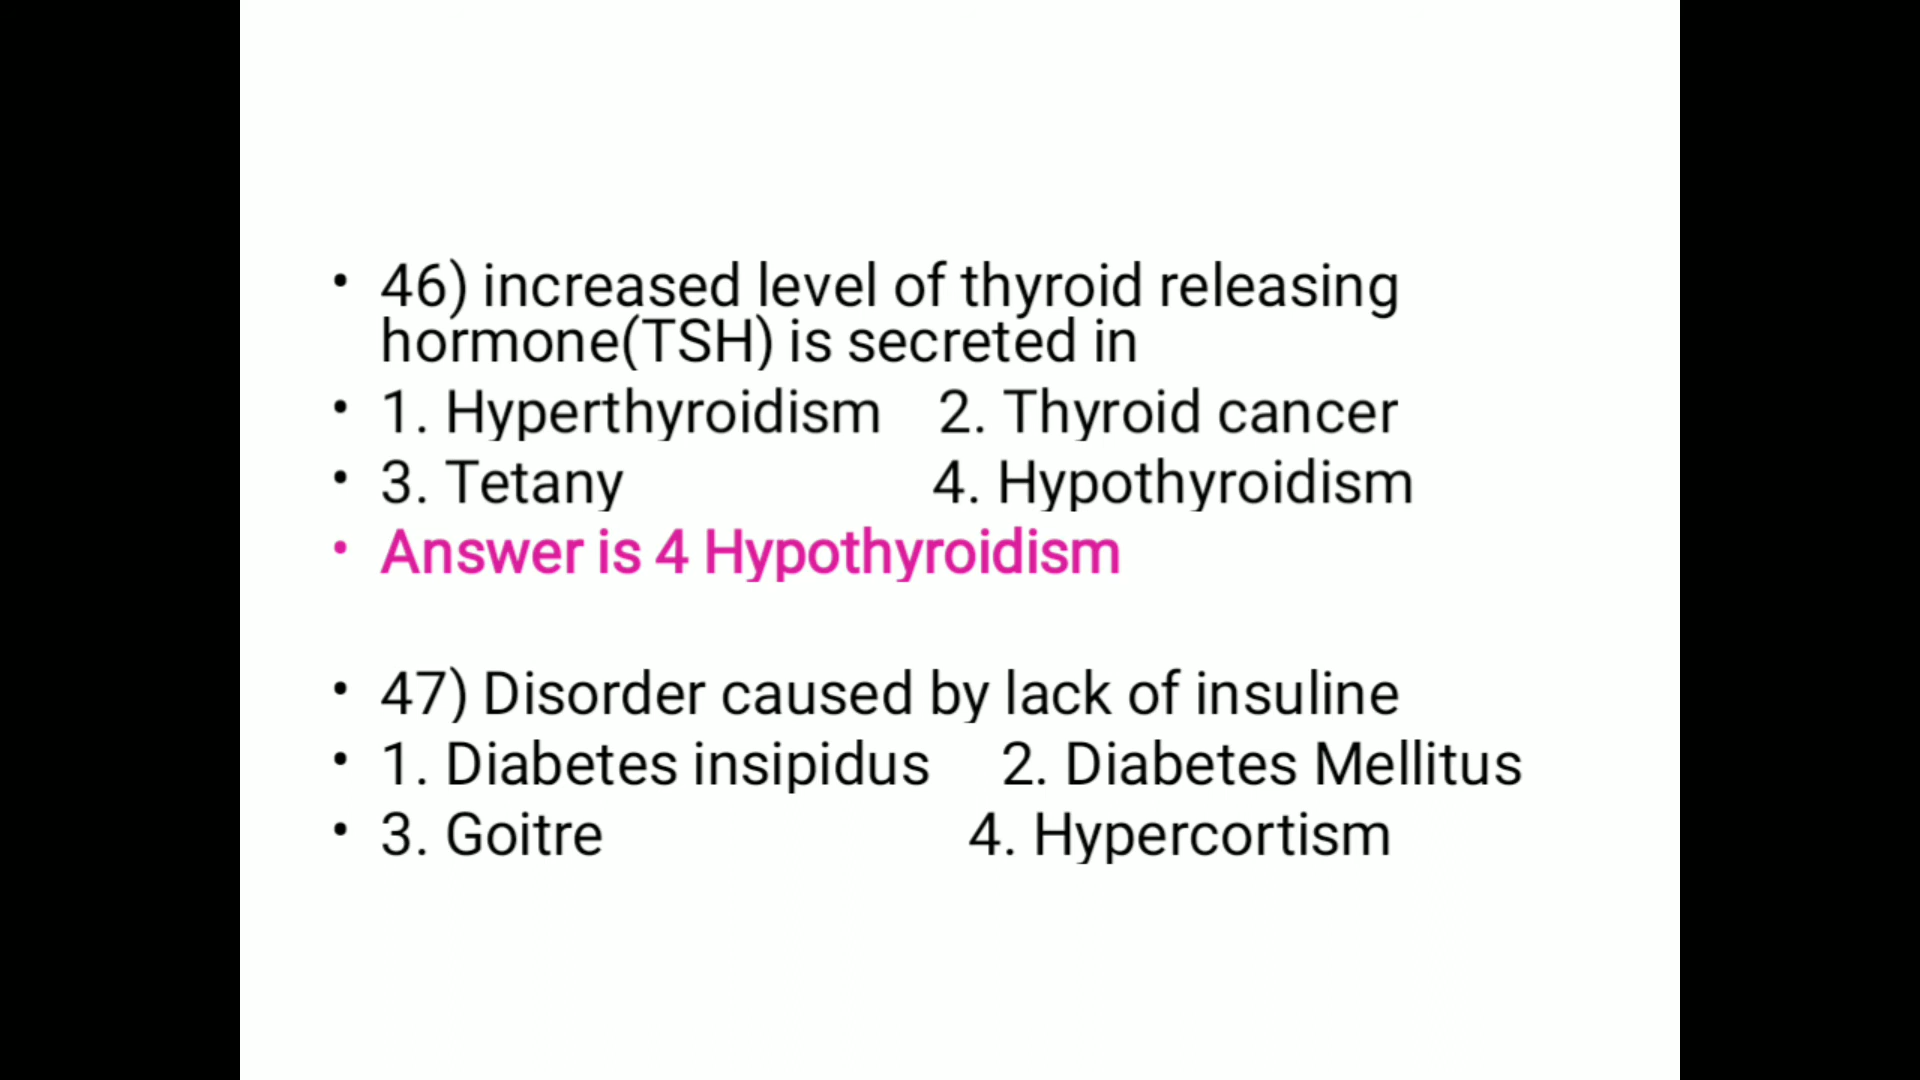 • 46) increased level of thyroid releasing
hormone(TSH) is secreted in
• 1. Hyperthyroidism 2. Thyroid cancer
• 3. Tetany 4. Hypothyroidism
• Answer is 4 Hypothyroidism
• 47) Disorder caused by lack of insuline
• 1. Diabetes insipidus 2. Diabetes Mellitus
• 3. Goitre 4. Hypercortism